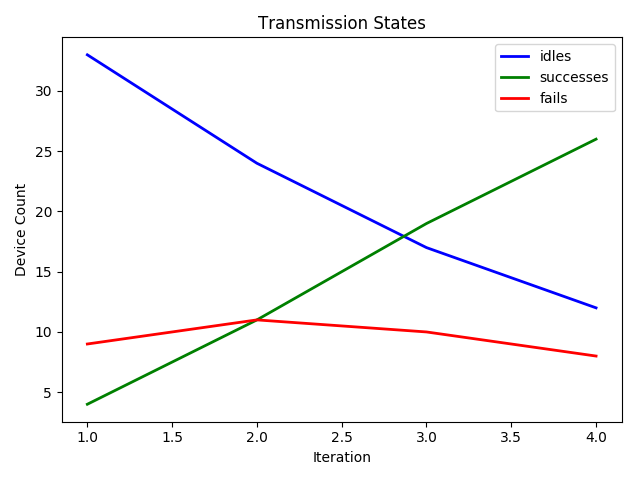 Transmission States
idles
successes
fails
Device Count
30
25
20
15
10
5
1.0 1.5 2.0 2.5 3.0 3.5 4.0
Iteration